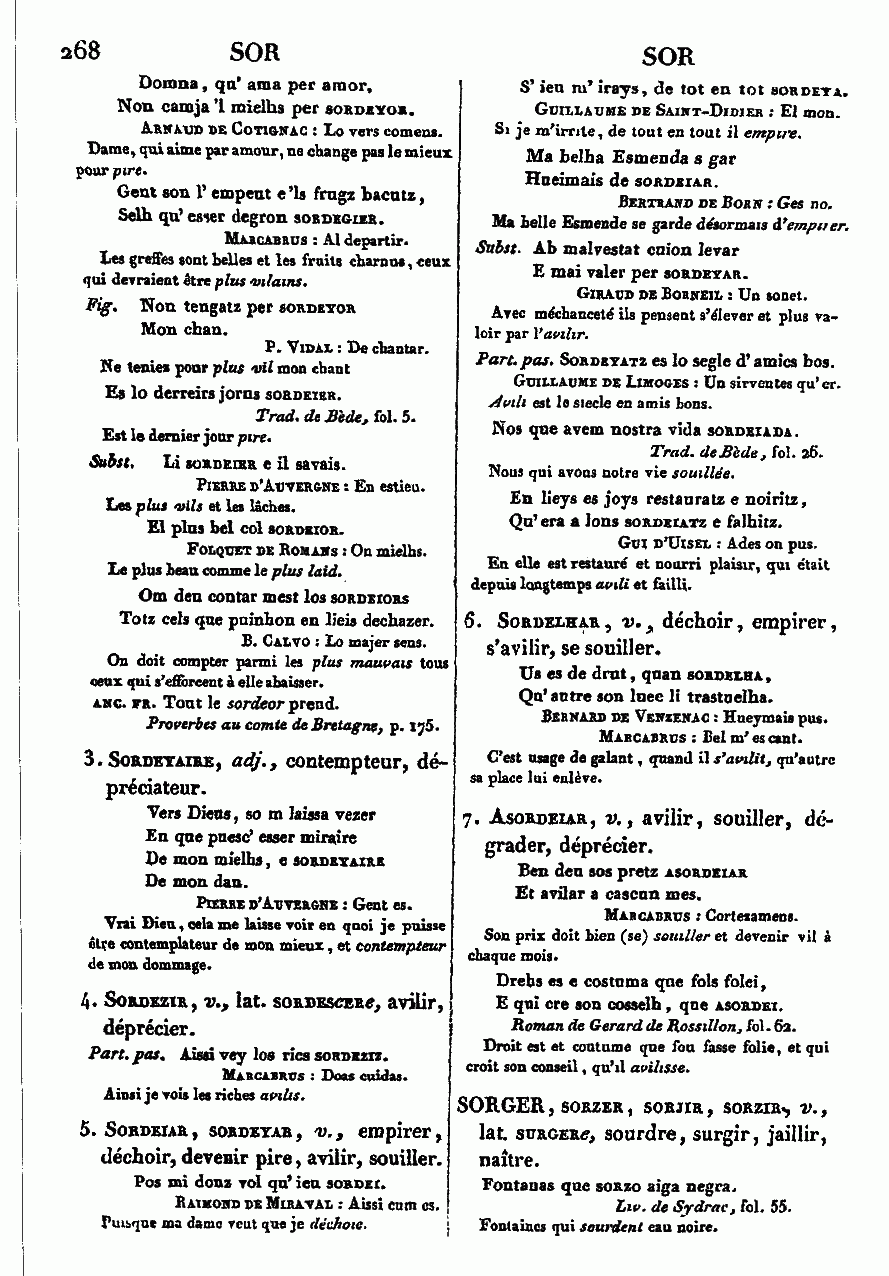 268 SOR SOR
Domna, qu' ama per amor,
Non camja 'l mielhs per SORDEYOR.
ARNAUD DE COTIGNAC : Lo vers comens.
Dame, qui aime par amour, ne change pas le mieux
pour pire.
Gent son l' empeut e 'ls frugz bacutz,
Selh qu' esser degron SORDEGIER.
MARCABRUS : Al departir.
Les greffes sont belles et les fruits charnus, ceux
qui devraient être plus vilains.
Fig. Non tengatz per SORDEYOR
Mon chan.
P. VIDAL : De chantar.
Ne teniez pour plus vil mon chant
Es lo derreirs jorns SORDEIER.
Trad. de Bède, fol. 5.
Est le dernier jour pire.
Subst. Li SORDEIER e il savais.
PIERRE D'AUVERGNE : En estieu.
Les plus vils et les lâches.
El plus bel col SORDEIOR.
FOLQUET DE ROMANS : On mielhs.
Le plus beau comme le plus laid.
Om deu contar mest los SORDEIORS
Totz cels que puinhon en lieis dechazer.
B. CALVO : Lo majer sens.
On doit compter parmi les plus mauvais tous
ceux qui s'efforcent à elle abaisser.
ANC. FR. Tout le sordeor prend.
Proverbes au comte de Bretagne, p. 175.
3. SORDEYAIRE, adj., contempteur, dé-
préciateur.
Vers Dieus, so m laissa vezer
En que puesc' esser miraire
De mon mielhs, e SORDEYAIRE
De mon dan.
PIERRE D'AUVERGNE : Gent es.
Vrai Dieu, cela me laisse voir en quoi je puisse
être contemplateur de mon mieux, et contempteur
de mon dommage.
4. SORDEZIR, v., lat. SORDESCERe, avilir,
déprécier.
Part. pas. Aissi vey los rics SORDEZIZ.
MARCABRUS : Doas cuidas.
Ainsi je vois les riches avilis.
5. SORDEIAR, SORDEYAR, v., empirer,
déchoir, devenir pire, avilir, souiller.
Pos mi donz vol qu' ieu SORDEI.
RAIMOND DE MIRAVAL : Aissi cum es.
Puisque ma dame veut que je déchoie.
S' ieu m' irays, de tot en tot SORDEYA.
GUILLAUME DE SAINT-DIDIER : El mon.
Si je m'irrite, de tout en tout il empire.
Ma belha Esmenda s gar
Hueimais de SORDEIAR.
BERTRAND DE BORN : Ges no.
Ma belle Esmende se garde désormais d'empirer.
Subst. Ab malvestat cuion levar
E mai valer per SORDEYAR.
GIRAUD DE BORNEIL : Un sonet.
Avec méchanceté ils pensent s'élever et plus va-
loir par l'avilir.
Part. pas. SORDEYATZ es lo segle d' amics bos.
GUILLAUME DE LIMOGES : Un sirventes qu' er.
Avili est le siecle en amis bons.
Nos que avem nostra vida SORDEIADA.
Trad. de Bède, fol. 26.
Nous qui avons notre vie souillée.
En lieys es joys restauratz e noiritz,
Qu' era a lons SORDEIATZ e falhitz.
GUI D'UISEL : Ades on pus.
En elle est restauré et nourri plaisir, qui était
depuis longtemps avili et failli.
6. SORDELHAR, v., déchoir, empirer,
s'avilir, se souiller.
Us es de drut, quan SORDELHA,
Qu' autre son luec li trastuelha.
BERNARD DE VENZENAC : Hueymais pus.
MARCABRUS : Bel m' es cant.
C'est usage de galant, quand il s'avilit, qu'autre
sa place lui enlève.
7. ASORDEIAR, v., avilir, souiller, dé-
grader, déprécier.
Ben deu sos pretz ASORDEIAR
Et avilar a cascun mes.
MARCABRUS : Cortezamens.
Son prix doit bien (se) souiller et devenir vil à
chaque mois.
Drehs es e costuma que fols folei,
E qui cre son cosselh, que ASORDEI.
Roman de Gerard de Rossillon, fol. 62.
Droit est et coutume que fou fasse folie, et qui
croit son conseil, qu'il avilisse.
SORGER, SORZER, SORJIR, SORZIR, v.,
lat. SURGERe, sourdre, surgir, jaillir,
naître.
Fontanas que SORZO aiga negra.
Liv. de Sydrac, fol. 55.
Fontaines qui sourdent eau noire.